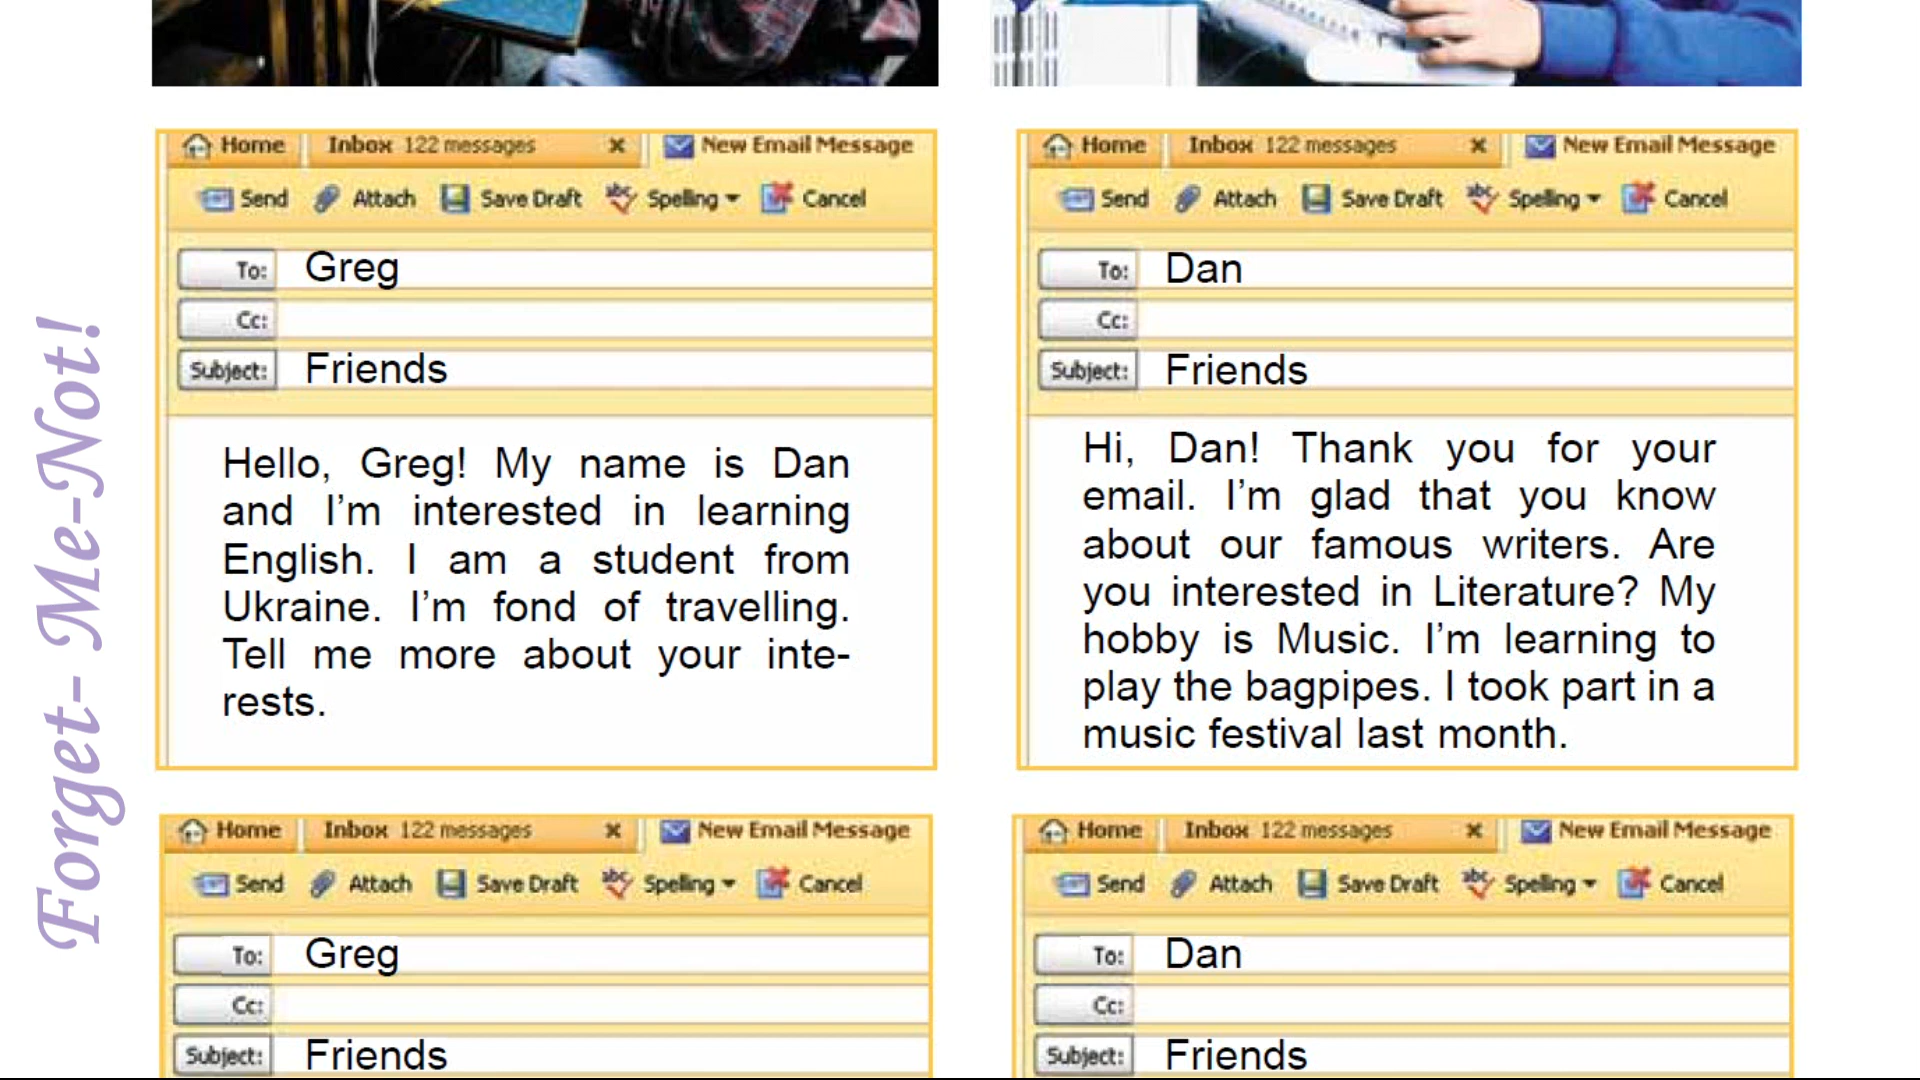 Forget- Me-Not!
Home Inbox 122 messages x New Email Message
Send Attach Save Draft abc Spelling Cancel
To: Greg
Cc:
Subject: Friends
Hello, Greg! My name is Dan
and I’m interested in learning
English. I am a student from
Ukraine. I’m fond of travelling.
Tell me more about your inte-
rests.
Home Inbox 122 messages x New Email Message
Send Attach Save Draft abc Spelling Cancel
To: Dan
Cc:
Subject: Friends
Hi, Dan! Thank you for your
email. I’m glad that you know
about our famous writers. Are
you interested in Literature? My
hobby is Music. I’m learning to
play the bagpipes. I took part in a
music festival last month.
Home Inbox 122 messages x New Email Message
Send Attach Save Draft abc Spelling Cancel
To: Greg
Cc:
Subject: Friends
Home Inbox 122 messages x New Email Message
Send Attach Save Draft abc Spelling Cancel
To: Dan
Cc:
Subject: Friends